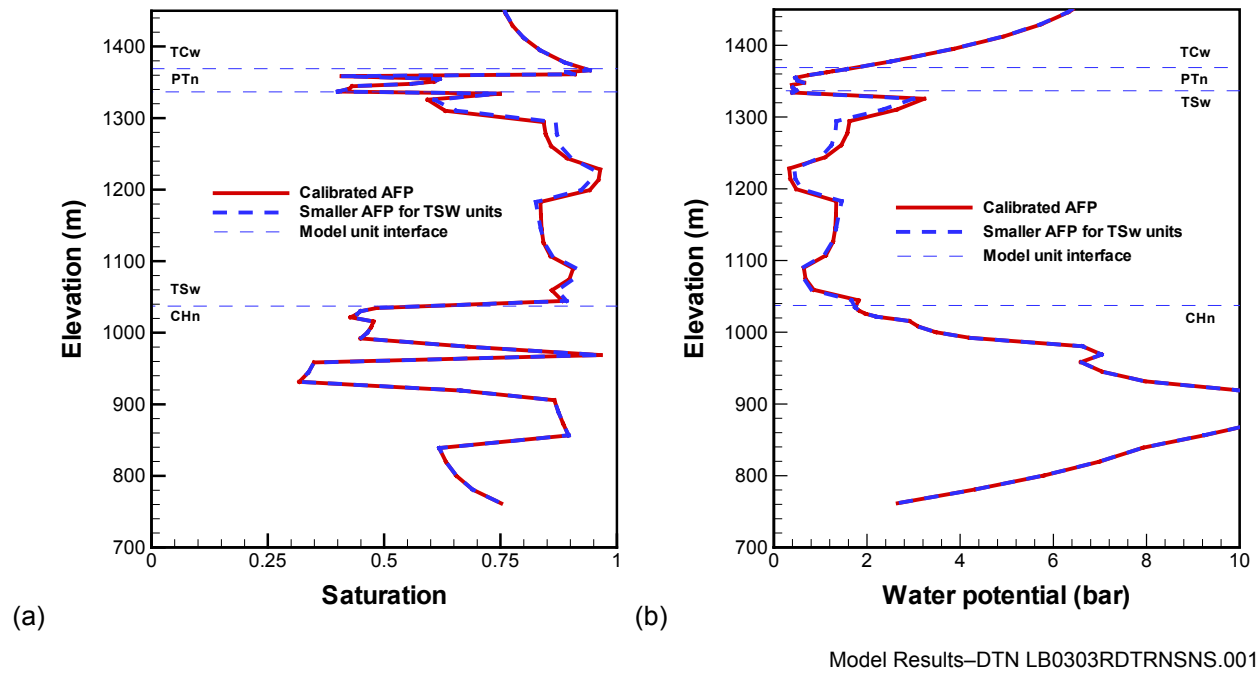 1400
1300
1200
1100
1000
900
800
700
Elevation (m)
TCw
PTn
TSw
CHn
Calibrated AFP
Smaller AFP for TSW units
Model unit interface
0
0.25
0.5
0.75
1
Saturation
(a)
1400
1300
1200
1100
1000
900
800
700
Elevation (m)
TCw
PTn
TSw
Calibrated AFP
Smaller AFP for TSw units
Model unit interface
CHn
0
2
4
6
8
10
Water potential (bar)
(b)
Model Results–DTN LB0303RDTRNSNS.001